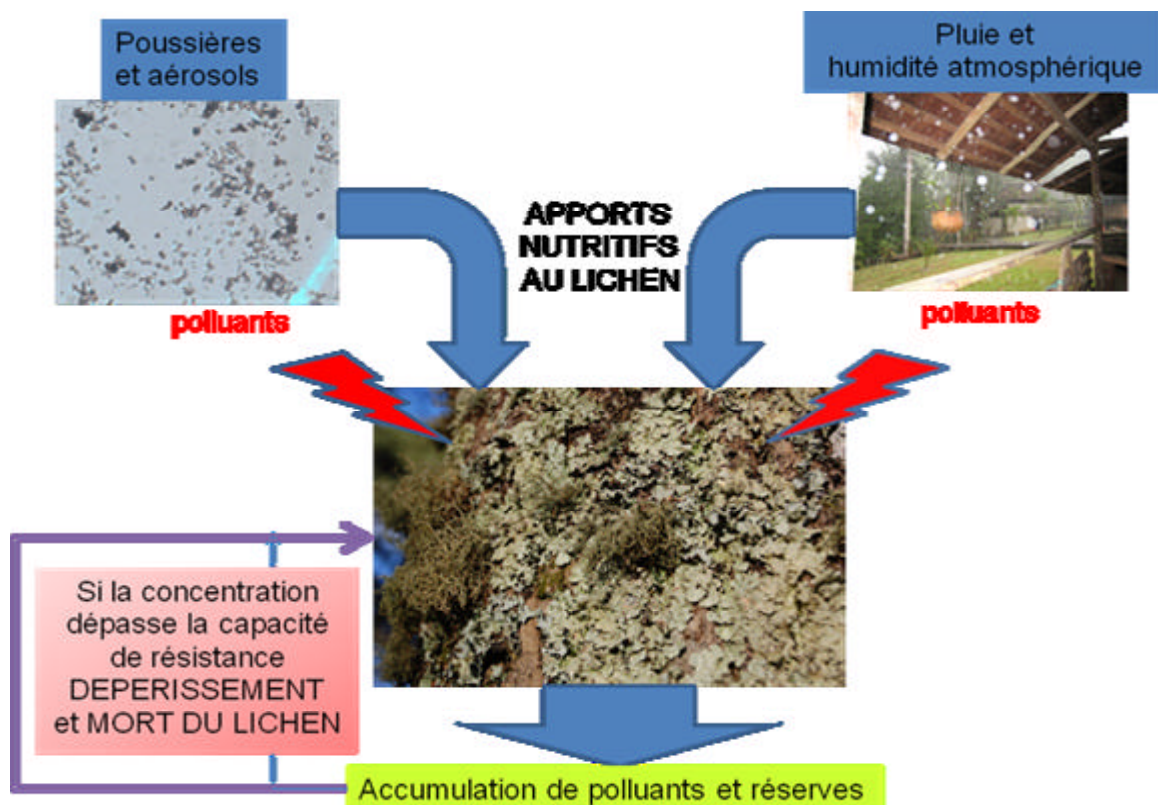 Poussières
et aérosols
Pluie et
humidité atmosphérique
APPORTS
NUTRITIFS
AU LICHEN
polluants
polluants
Si la concentration
dépasse la capacité
de résistance
DEPERISSEMENT
et MORT DU LICHEN
Accumulation de polluants et réserves